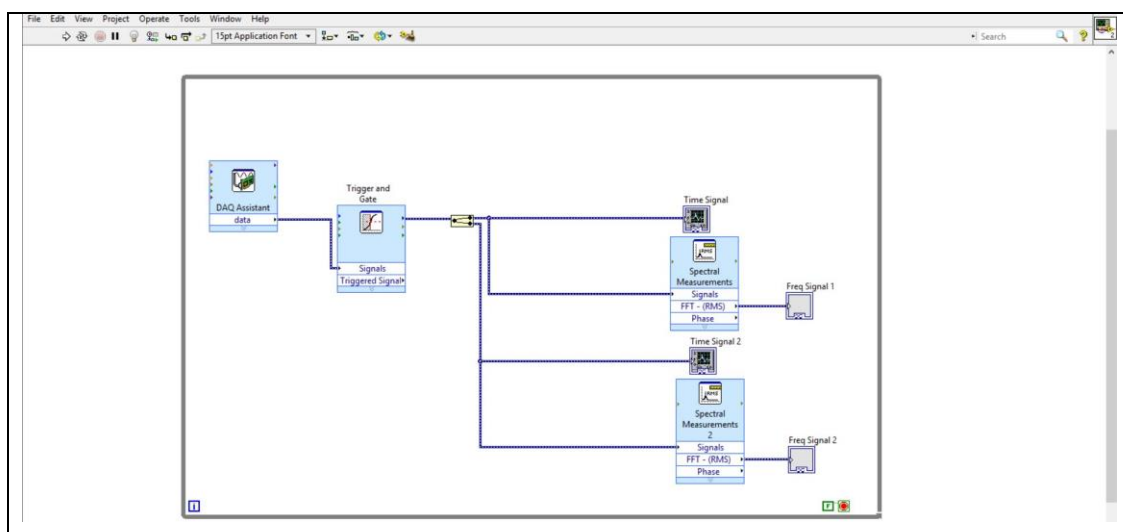 File Edit View Project Operate Tools Window Help
15pt Application Font
Search
2
DAQ Assistant
data
Trigger and
Gate
Signals
Triggered Signal
Time Signal
Spectral
Measurements
Signals
FFT - (RMS)
Phase
Freq Signal 1
Time Signal 2
Spectral
Measurements
2
Signals
FFT - (RMS)
Phase
Freq Signal 2
i
F